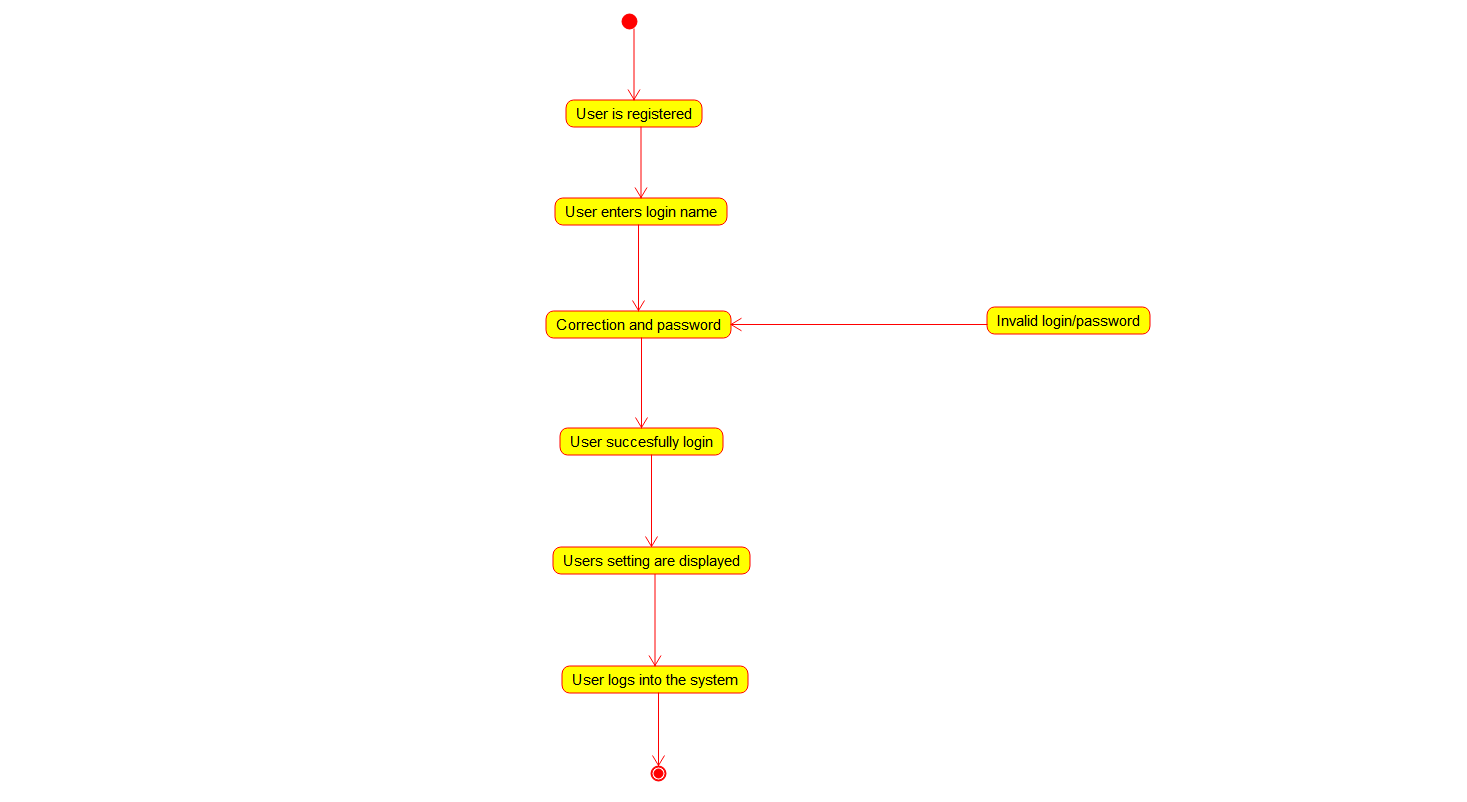 User is registered
User enters login name
Correction and password
Invalid login/password
User succesfully login
Users setting are displayed
User logs into the system